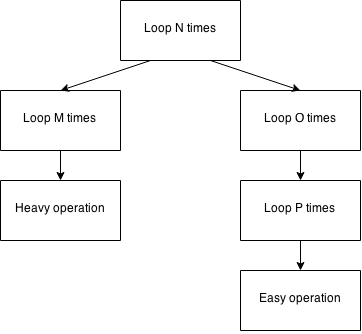 Loop N times
Loop M times
Loop O times
Heavy operation
Loop P times
Easy operation